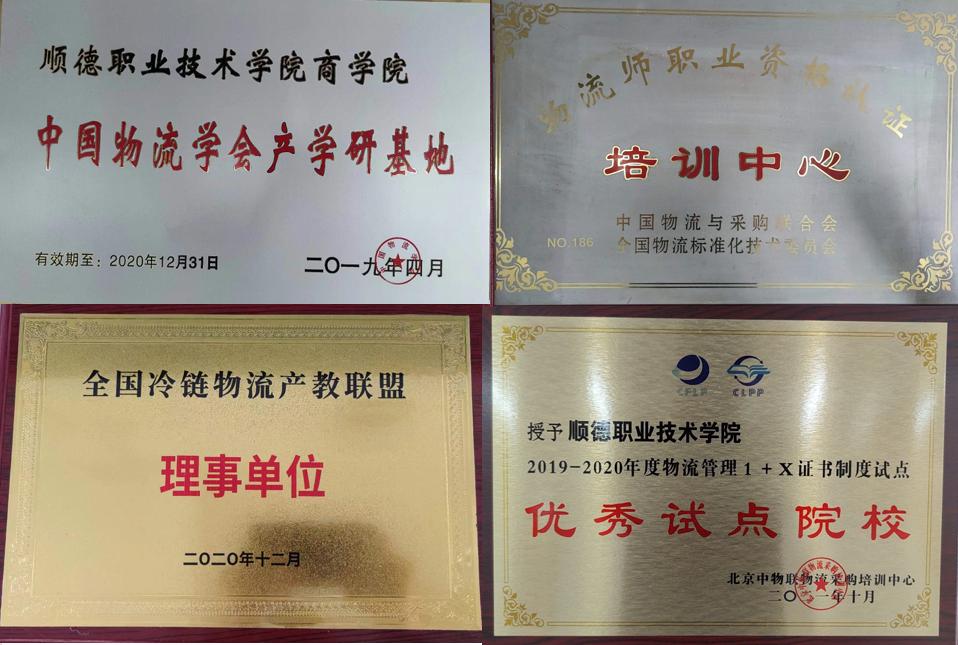 顺德职业技术学院商学院
中国物流学会产学研基地
有效期至：2020年12月31日
二〇一九年四月
物流师职业资格认证
培训中心
中国物流与采购联合会
NO.186
全国物流标准化技术委员会
全国冷链物流产教联盟
理事单位
二〇二〇年十二月
CFLP
CLPP
授予 顺德职业技术学院
2019-2020年度物流管理1+X证书制度试点
优秀试点院校
北京中物联物流采购培训中心
年十月